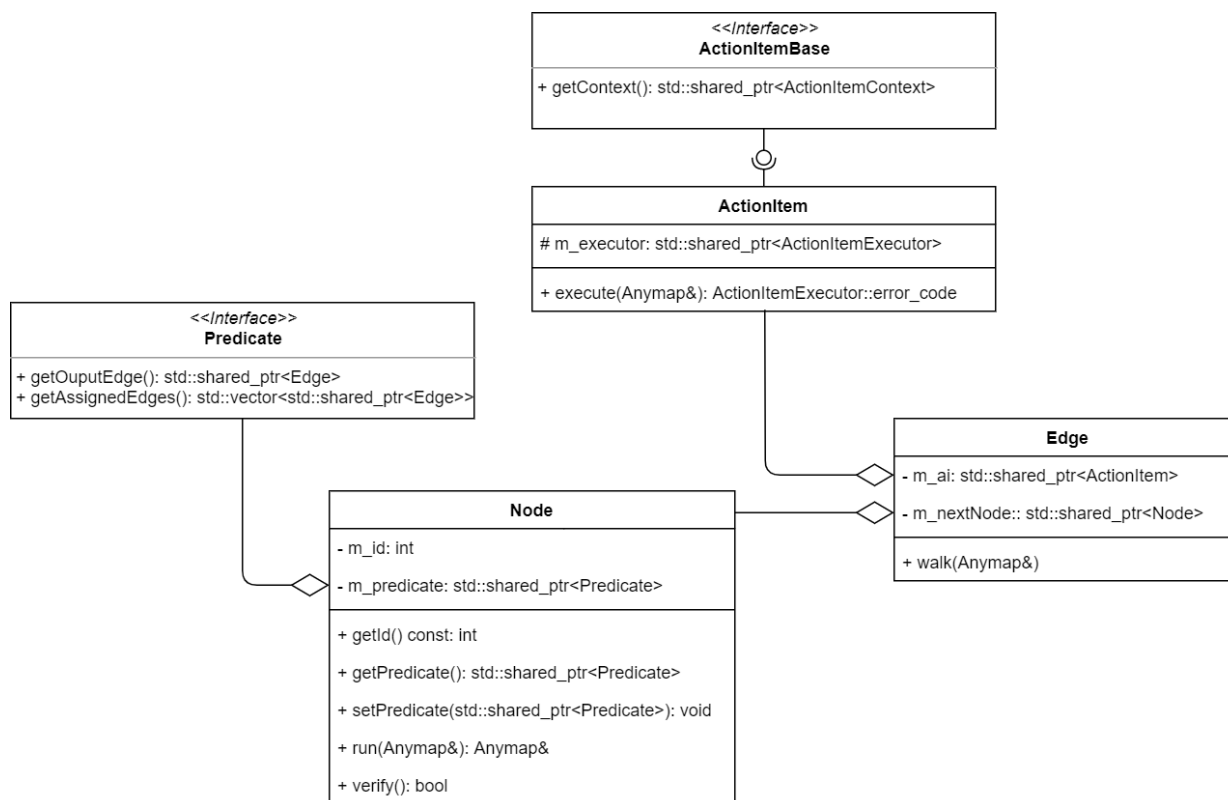 <<Interface>>
ActionItemBase
+ getContext(): std::shared_ptr<ActionItemContext>
ActionItem
# m_executor: std::shared_ptr<ActionItemExecutor>
+ execute(Anymap&): ActionItemExecutor::error_code
<<Interface>>
Predicate
+ getOuputEdge(): std::shared_ptr<Edge>
+ getAssignedEdges(): std::vector<std::shared_ptr<Edge>>
Edge
- m_ai: std::shared_ptr<ActionItem>
- m_nextNode:: std::shared_ptr<Node>
+ walk(Anymap&)
Node
- m_id: int
- m_predicate: std::shared_ptr<Predicate>
+ getId() const: int
+ getPredicate(): std::shared_ptr<Predicate>
+ setPredicate(std::shared_ptr<Predicate>): void
+ run(Anymap&): Anymap&
+ verify(): bool